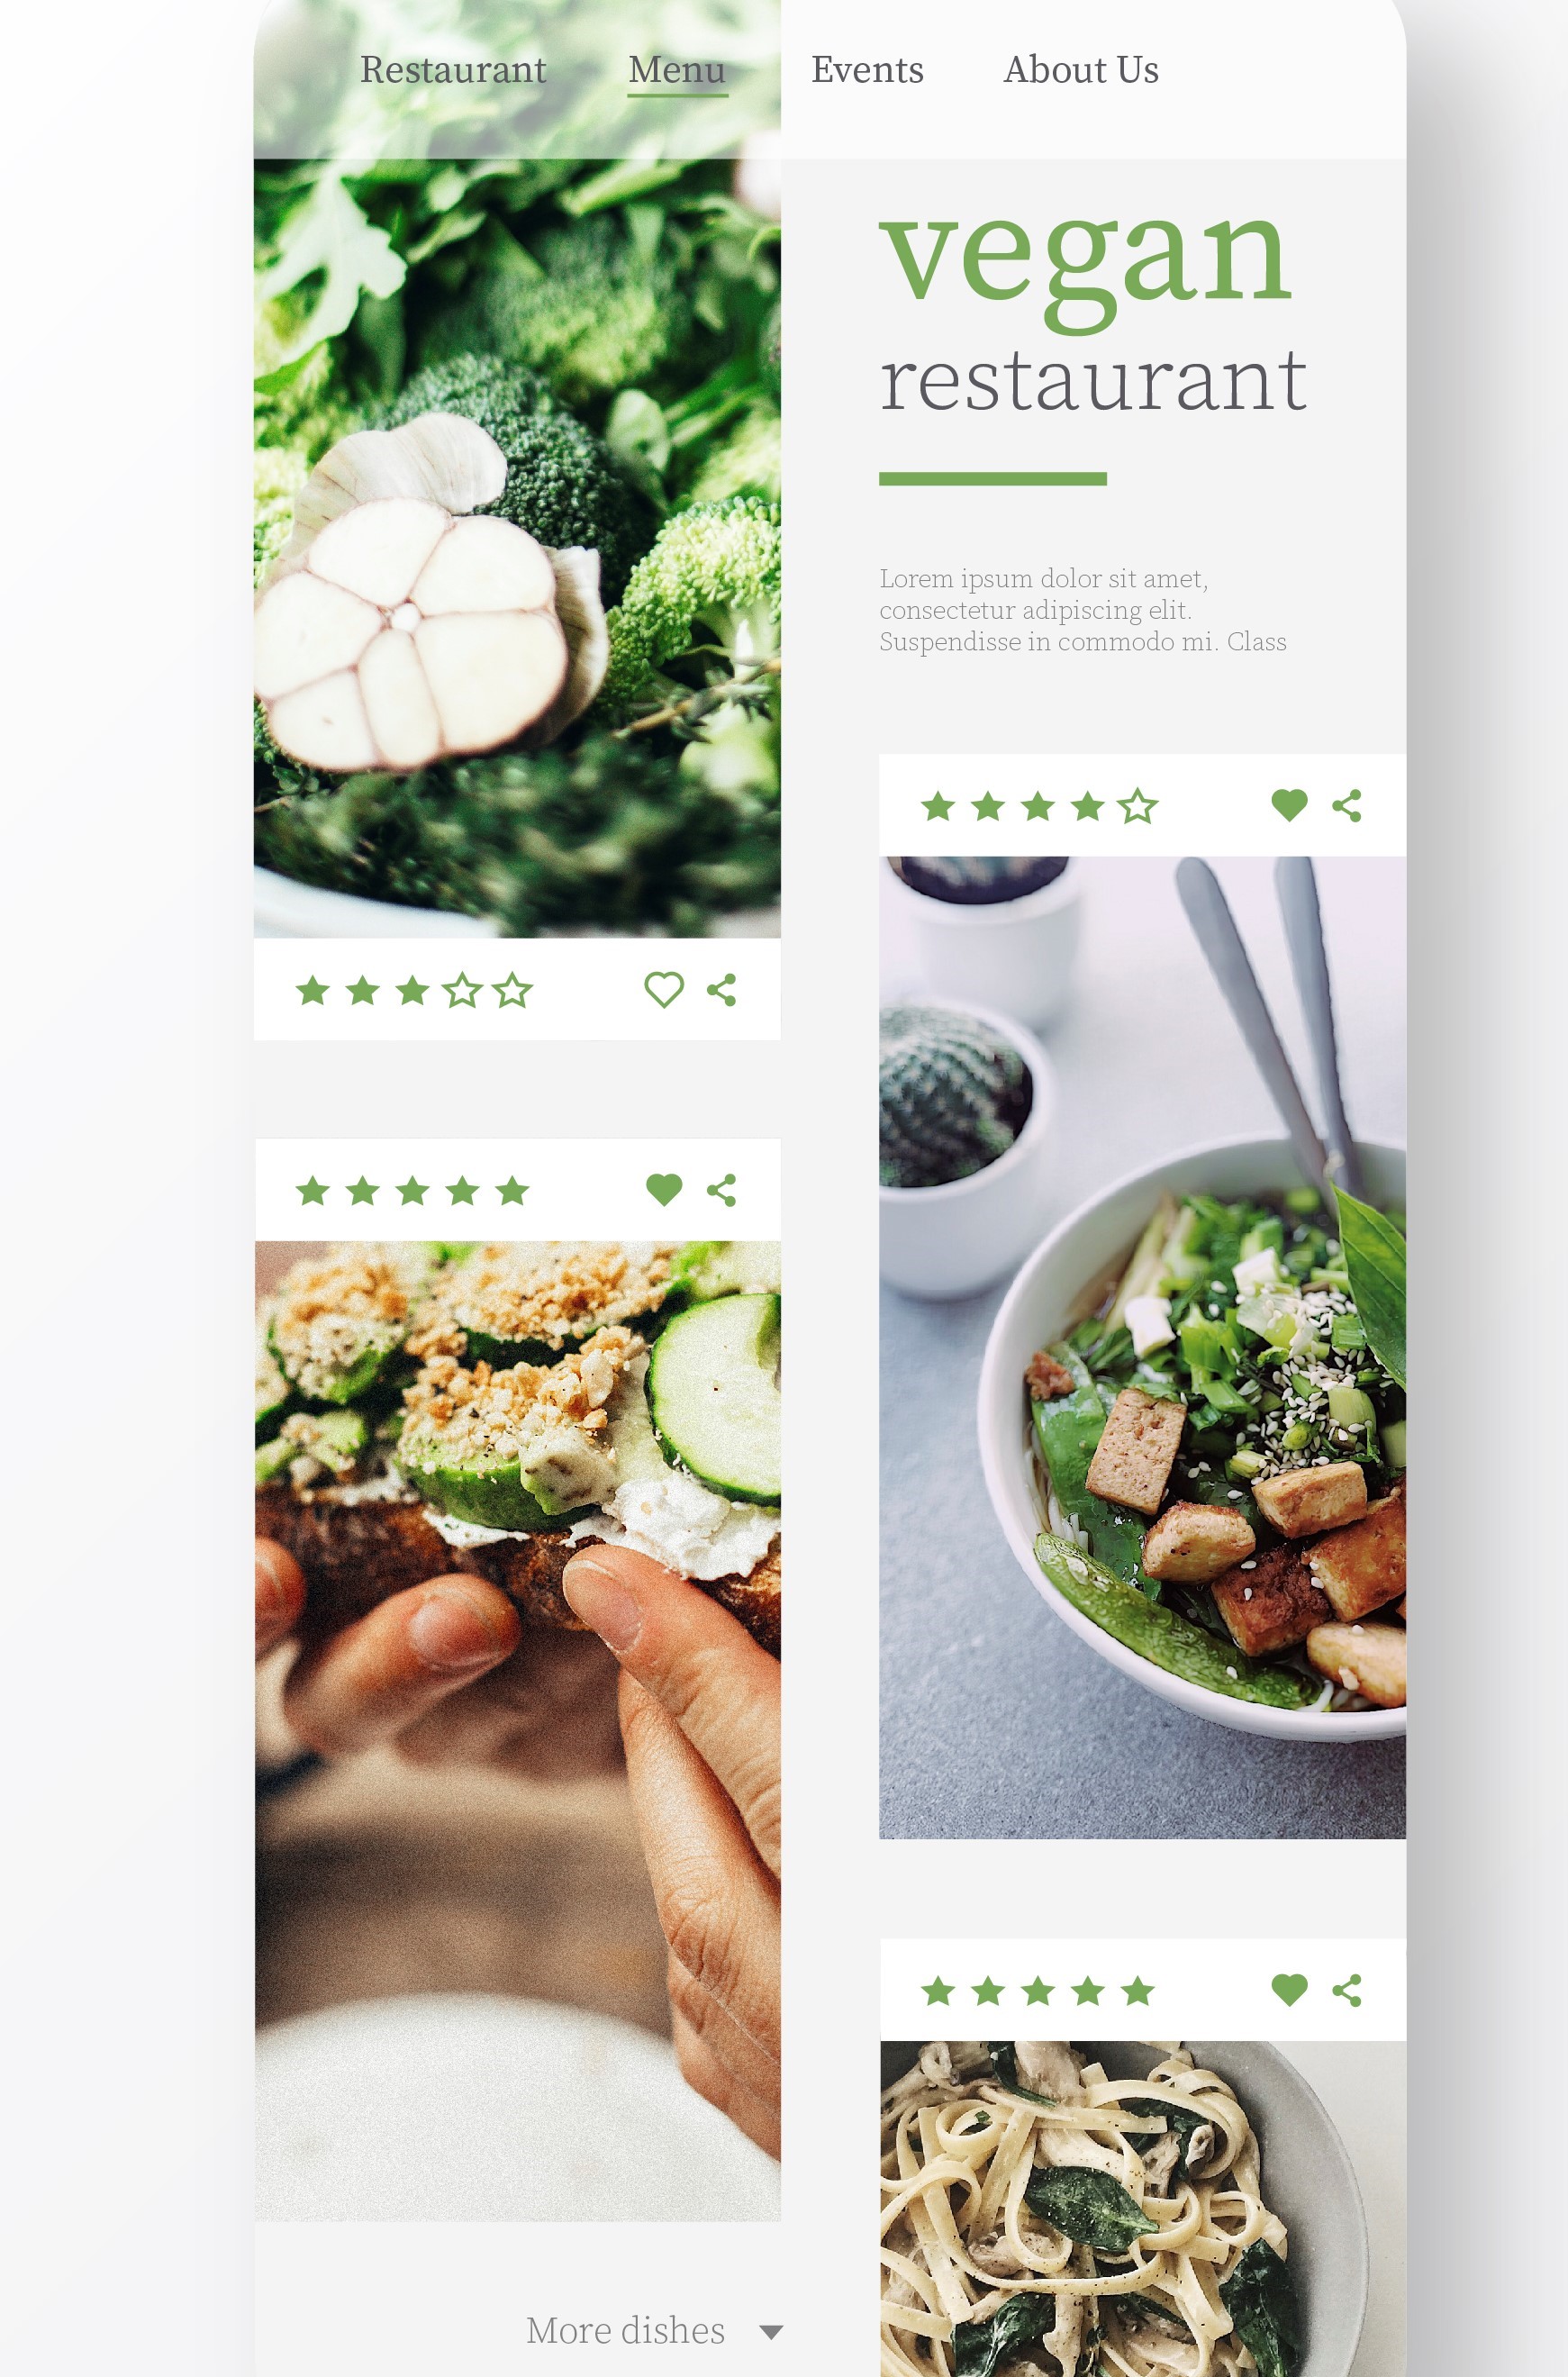 Restaurant Menu Events About Us
vegan
restaurant
Lorem ipsum dolor sit amet,
consectetur adipiscing elit.
Suspendisse in commodo mi. Class
More dishes